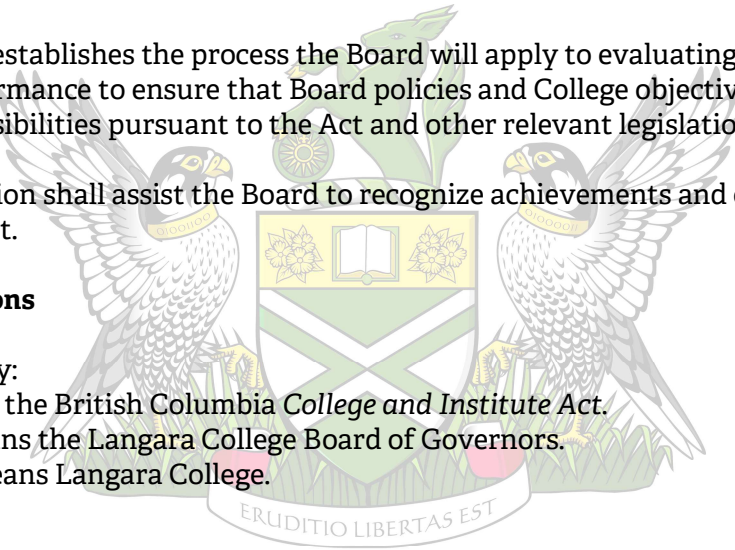 establishes the process the Board will apply to evaluating
rmance to ensure that Board policies and College objectiv
sibilities pursuant to the Act and other relevant legislatio
ion shall assist the Board to recognize achievements and
t.
ons
y:
the British Columbia College and Institute Act.
ns the Langara College Board of Governors.
eans Langara College.
01001100
01000011
ERUDITIO LIBERTAS EST